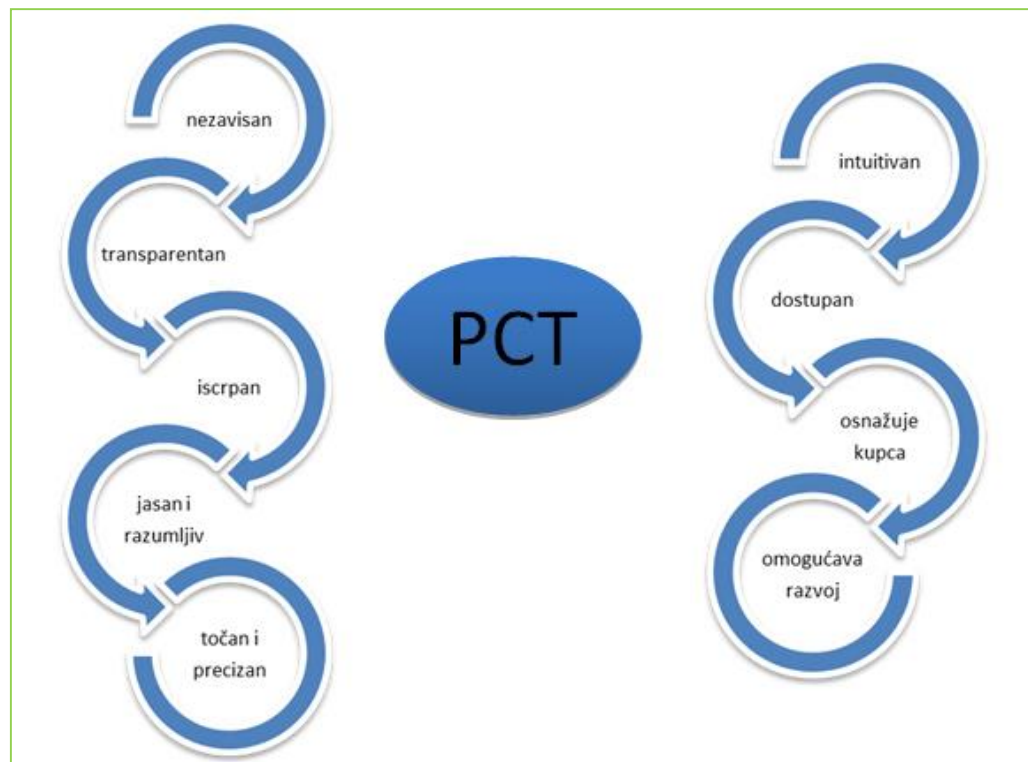 nezavisan
transparentan
iscrpan
jasan i
razumljiv
točan i
precizan
PCT
intuitivan
dostupan
osnažuje
kupca
omogućava
razvoj